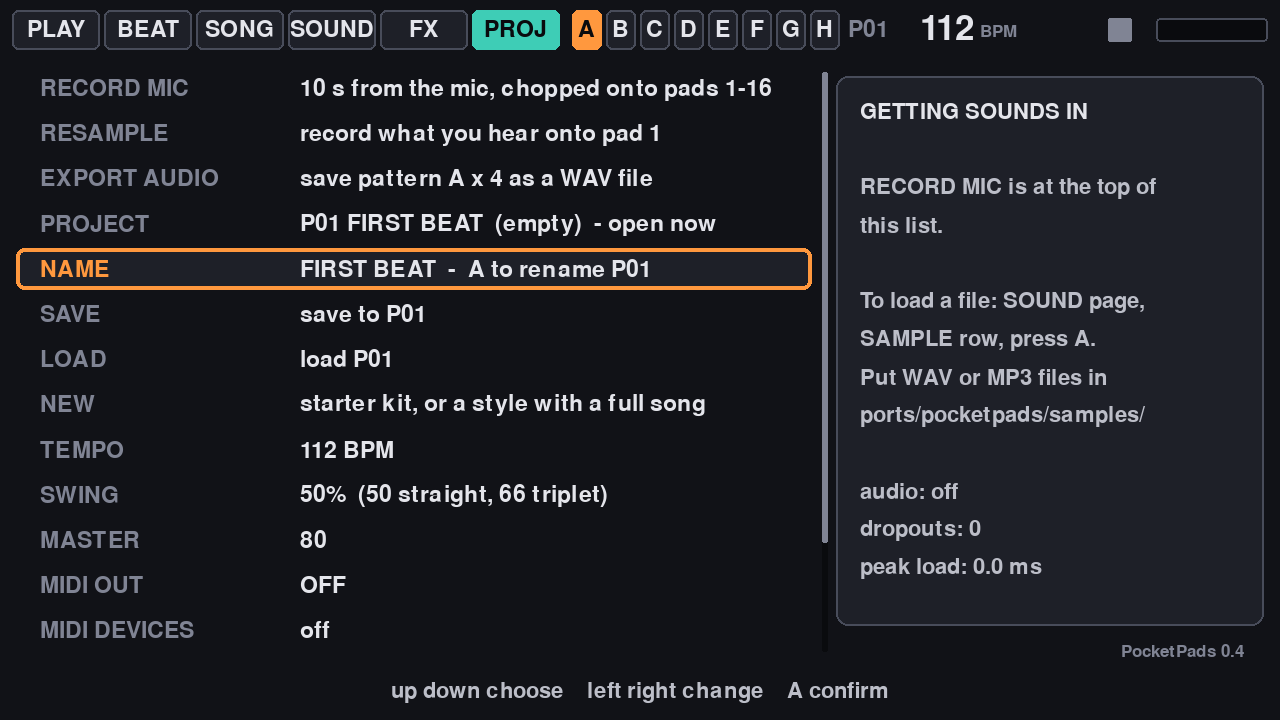 PLAY BEAT SONG SOUND FX PROJ A B C D E F G H P01 112 BPM
RECORD MIC 10 s from the mic, chopped onto pads 1-16
RESAMPLE record what you hear onto pad 1
EXPORT AUDIO save pattern A x 4 as a WAV file
PROJECT P01 FIRST BEAT (empty) - open now
NAME FIRST BEAT - A to rename P01
SAVE save to P01
LOAD load P01
NEW starter kit, or a style with a full song
TEMPO 112 BPM
SWING 50% (50 straight, 66 triplet)
MASTER 80
MIDI OUT OFF
MIDI DEVICES off
GETTING SOUNDS IN
RECORD MIC is at the top of
this list.
To load a file: SOUND page,
SAMPLE row, press A.
Put WAV or MP3 files in
ports/pocketpads/samples/
audio: off
dropouts: 0
peak load: 0.0 ms
PocketPads 0.4
up down choose left right change A confirm